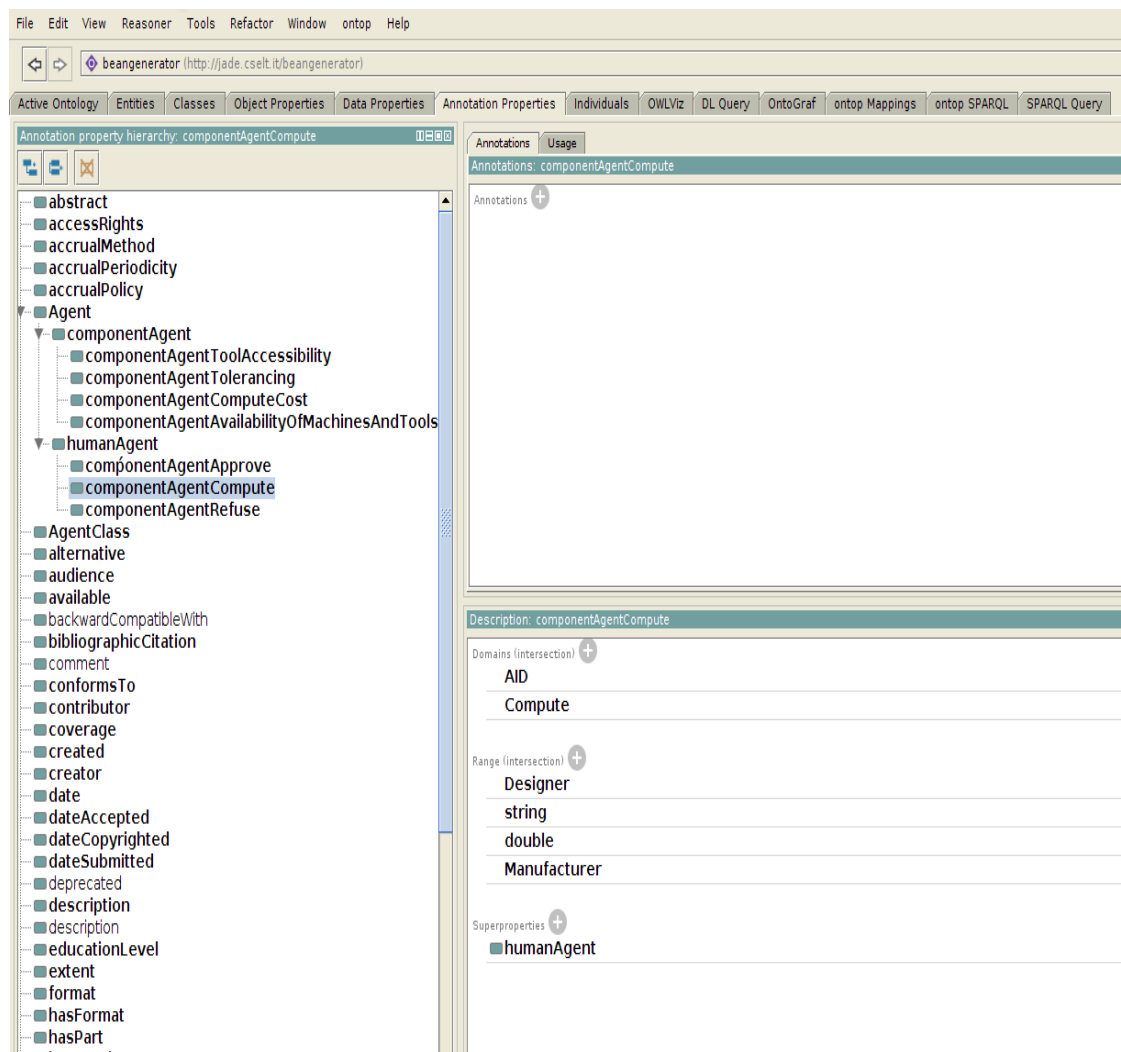 File Edit View Reasoner Tools Refactor Window ontop Help
beangenerator (http://jade.cselt.it/beangenerator)
Active Ontology Entities Classes Object Properties Data Properties Annotation Properties Individuals OWLViz DL Query OntoGraf ontop Mappings ontop SPARQL SPARQL Query
Annotation property hierarchy: componentAgentCompute
abstract
accessRights
accrualMethod
accrualPeriodicity
accrualPolicy
Agent
componentAgent
componentAgentToolAccessibility
componentAgentTolerancing
componentAgentComputeCost
componentAgentAvailabilityOfMachinesAndTools
humanAgent
componentAgentApprove
componentAgentCompute
componentAgentRefuse
AgentClass
alternative
audience
available
backwardCompatibleWith
bibliographicCitation
comment
conformsTo
contributor
coverage
created
creator
date
dateAccepted
dateCopyrighted
dateSubmitted
deprecated
description
description
educationLevel
extent
format
hasFormat
hasPart
Annotations Usage
Annotations: componentAgentCompute
Annotations
Description: componentAgentCompute
Domains (intersection)
AID
Compute
Range (intersection)
Designer
string
double
Manufacturer
Superproperties
humanAgent